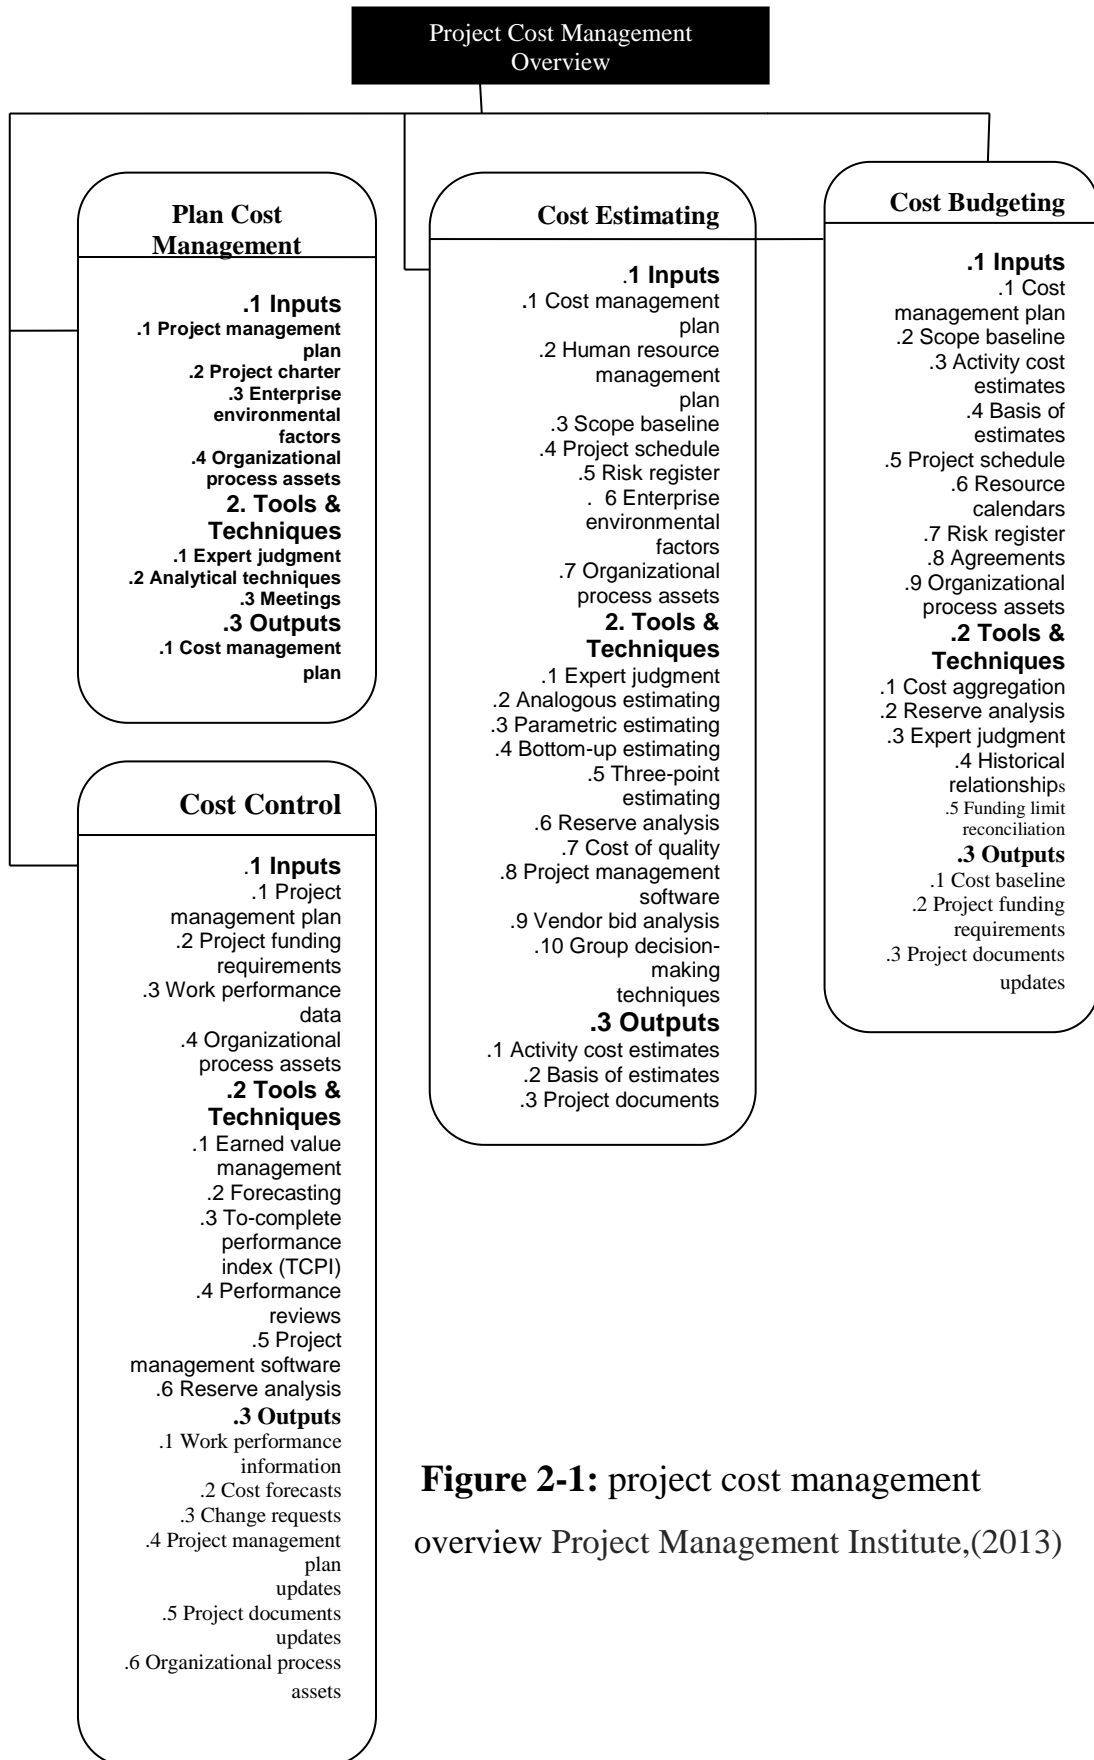 Project Cost Management
Overview
Plan Cost
Management
.1 Inputs
.1 Project management
plan
.2 Project charter
.3 Enterprise
environmental
factors
.4 Organizational
process assets
2. Tools &
Techniques
.1 Expert judgment
.2 Analytical techniques
.3 Meetings
.3 Outputs
.1 Cost management
plan
Cost Estimating
.1 Inputs
.1 Cost management
plan
.2 Human resource
management
plan
.3 Scope baseline
.4 Project schedule
.5 Risk register
. 6 Enterprise
environmental
factors
.7 Organizational
process assets
2. Tools &
Techniques
.1 Expert judgment
.2 Analogous estimating
.3 Parametric estimating
.4 Bottom-up estimating
.5 Three-point
estimating
.6 Reserve analysis
.7 Cost of quality
.8 Project management
software
.9 Vendor bid analysis
.10 Group decision-
making
techniques
.3 Outputs
.1 Activity cost estimates
.2 Basis of estimates
.3 Project documents
Cost Budgeting
.1 Inputs
.1 Cost
management plan
.2 Scope baseline
.3 Activity cost
estimates
.4 Basis of
estimates
.5 Project schedule
.6 Resource
calendars
.7 Risk register
.8 Agreements
.9 Organizational
process assets
.2 Tools &
Techniques
.1 Cost aggregation
.2 Reserve analysis
.3 Expert judgment
.4 Historical
relationships
.5 Funding limit
reconciliation
.3 Outputs
.1 Cost baseline
.2 Project funding
requirements
.3 Project documents
updates
Cost Control
.1 Inputs
.1 Project
management plan
.2 Project funding
requirements
.3 Work performance
data
.4 Organizational
process assets
.2 Tools &
Techniques
.1 Earned value
management
.2 Forecasting
.3 To-complete
performance
index (TCPI)
.4 Performance
reviews
.5 Project
management software
.6 Reserve analysis
.3 Outputs
.1 Work performance
information
.2 Cost forecasts
.3 Change requests
.4 Project management
plan
updates
.5 Project documents
updates
.6 Organizational process
assets
Figure 2-1: project cost management
overview Project Management Institute,(2013)